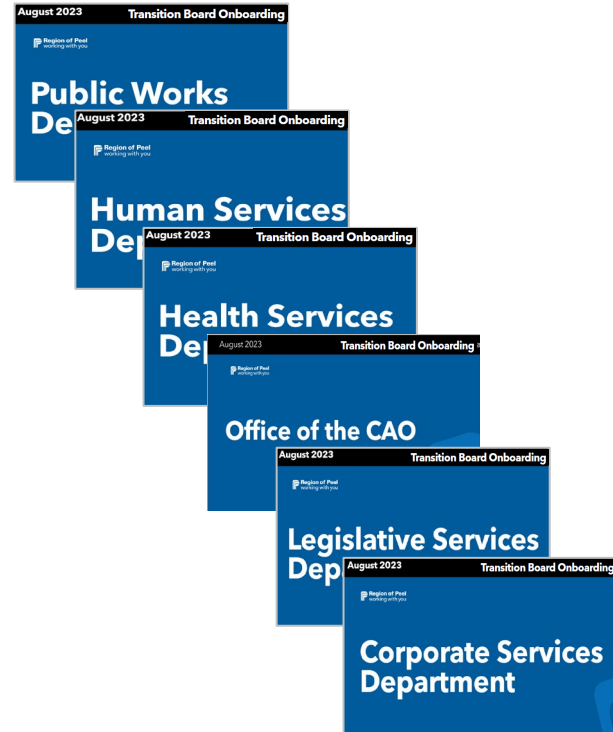 August 2023 Transition Board Onboarding
Region of Peel
working with you
Public Works
De
August 2023 Transition Board Onboarding
Region of Peel
working with you
Human Services
Dep
August 2023 Transition Board Onboarding
Region of Peel
working with you
Health Services
De
August 2023 Transition Board Onboarding
Region of Peel
working with you
Office of the CAO
August 2023 Transition Board Onboarding
Region of Peel
working with you
Legislative Services
Dep
August 2023 Transition Board Onboarding
Region of Peel
working with you
Corporate Services
Department